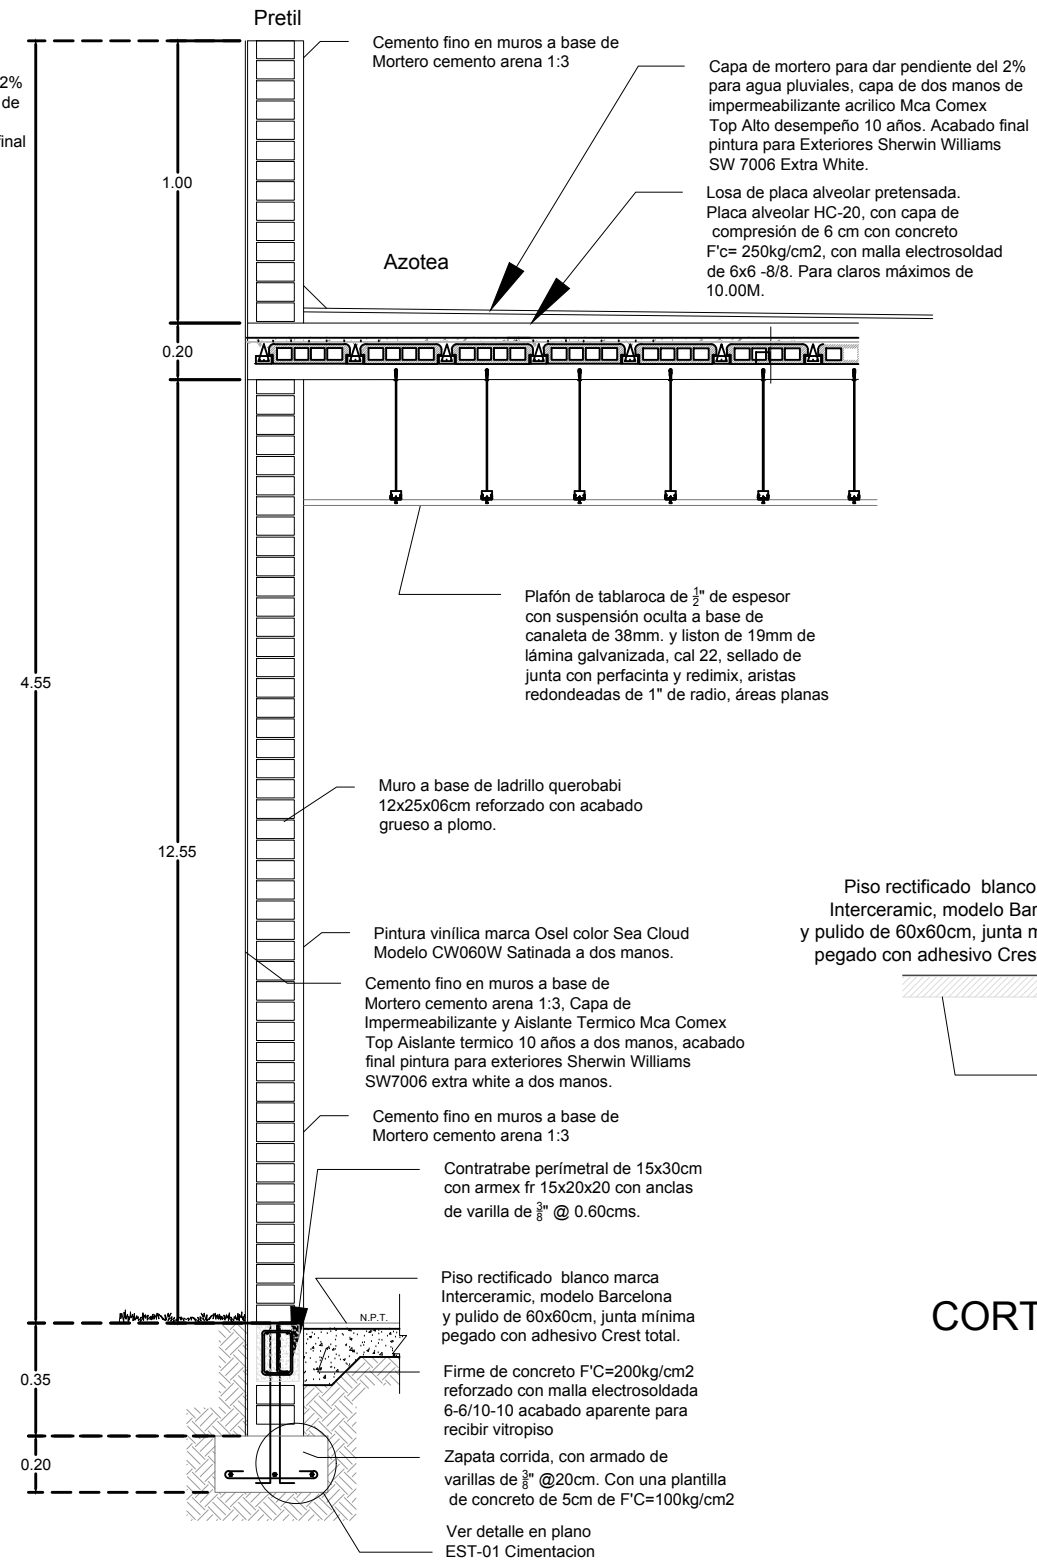 Pretil
Cemento fino en muros a base de
Mortero cemento arena 1:3
2%
de
final
Capa de mortero para dar pendiente del 2%
para agua pluviales, capa de dos manos de
impermeabilizante acrilico Mca Comex
Top Alto desempeño 10 años. Acabado final
pintura para Exteriores Sherwin Williams
SW 7006 Extra White.
1.00
Losa de placa alveolar pretensada.
Placa alveolar HC-20, con capa de
compresión de 6 cm con concreto
F'c= 250kg/cm2, con malla electrosoldad
de 6x6 -8/8. Para claros máximos de
10.00M.
Azotea
0.20
Plafón de tablaroca de 1/2" de espesor
con suspensión oculta a base de
canaleta de 38mm. y liston de 19mm de
lámina galvanizada, cal 22, sellado de
junta con perfacinta y redimix, aristas
redondeadas de 1" de radio, áreas planas
4.55
Muro a base de ladrillo querobabi
12x25x06cm reforzado con acabado
grueso a plomo.
12.55
Piso rectificado blanco
Interceramic, modelo Bar
y pulido de 60x60cm, junta m
pegado con adhesivo Cres
Pintura vinílica marca Osel color Sea Cloud
Modelo CW060W Satinada a dos manos.
Cemento fino en muros a base de
Mortero cemento arena 1:3, Capa de
Impermeabilizante y Aislante Termico Mca Comex
Top Aislante termico 10 años a dos manos, acabado
final pintura para exteriores Sherwin Williams
SW7006 extra white a dos manos.
Cemento fino en muros a base de
Mortero cemento arena 1:3
Contratrabe perímetral de 15x30cm
con armex fr 15x20x20 con anclas
de varilla de 3/8" @ 0.60cms.
Piso rectificado blanco marca
Interceramic, modelo Barcelona
y pulido de 60x60cm, junta mínima
pegado con adhesivo Crest total.
N.P.T.
CORT
0.35
Firme de concreto F'C=200kg/cm2
reforzado con malla electrosoldada
6-6/10-10 acabado aparente para
recibir vitropiso
0.20
Zapata corrida, con armado de
varillas de 3/8" @20cm. Con una plantilla
de concreto de 5cm de F'C=100kg/cm2
Ver detalle en plano
EST-01 Cimentacion